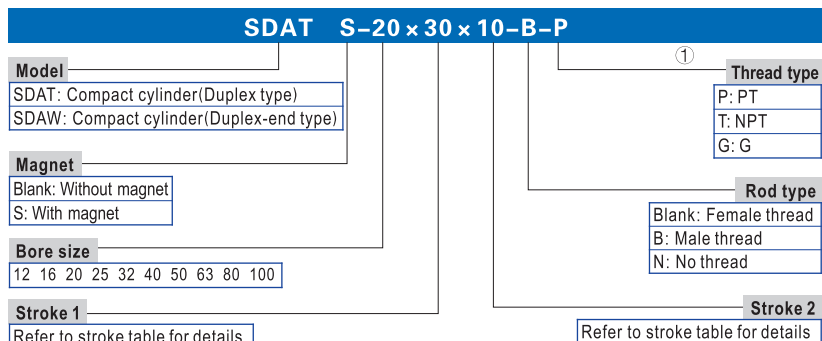 SDAT S-20×30×10-B-P
①
Model
SDAT: Compact cylinder(Duplex type)
SDAW: Compact cylinder(Duplex-end type)
Magnet
Blank: Without magnet
S: With magnet
Bore size
12 16 20 25 32 40 50 63 80 100
Stroke 1
Refer to stroke table for details
Thread type
P: PT
T: NPT
G: G
Rod type
Blank: Female thread
B: Male thread
N: No thread
Stroke 2
Refer to stroke table for details